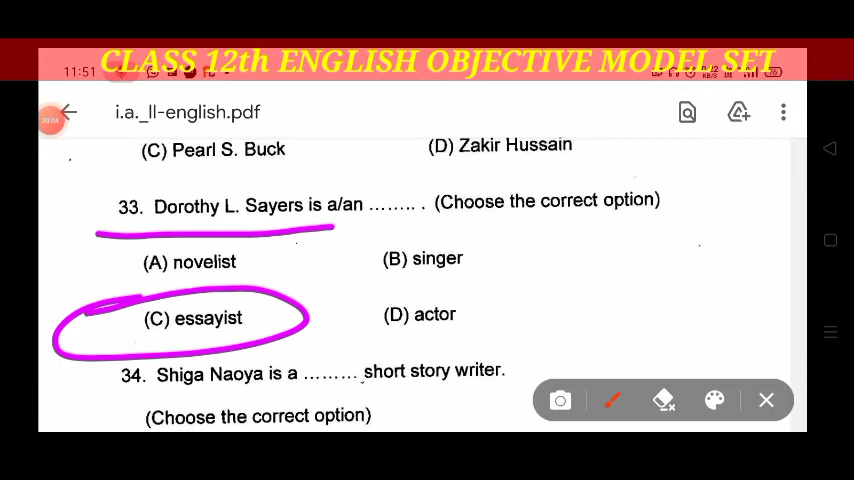 CLASS 12th ENGLISH OBJECTIVE MODEL SET
11:51
20:04
i.a._ll-english.pdf
(C) Pearl S. Buck (D) Zakir Hussain
33. Dorothy L. Sayers is a/an ........ . (Choose the correct option)
(A) novelist (B) singer
(C) essayist (D) actor
34. Shiga Naoya is a ......... short story writer.
(Choose the correct option)